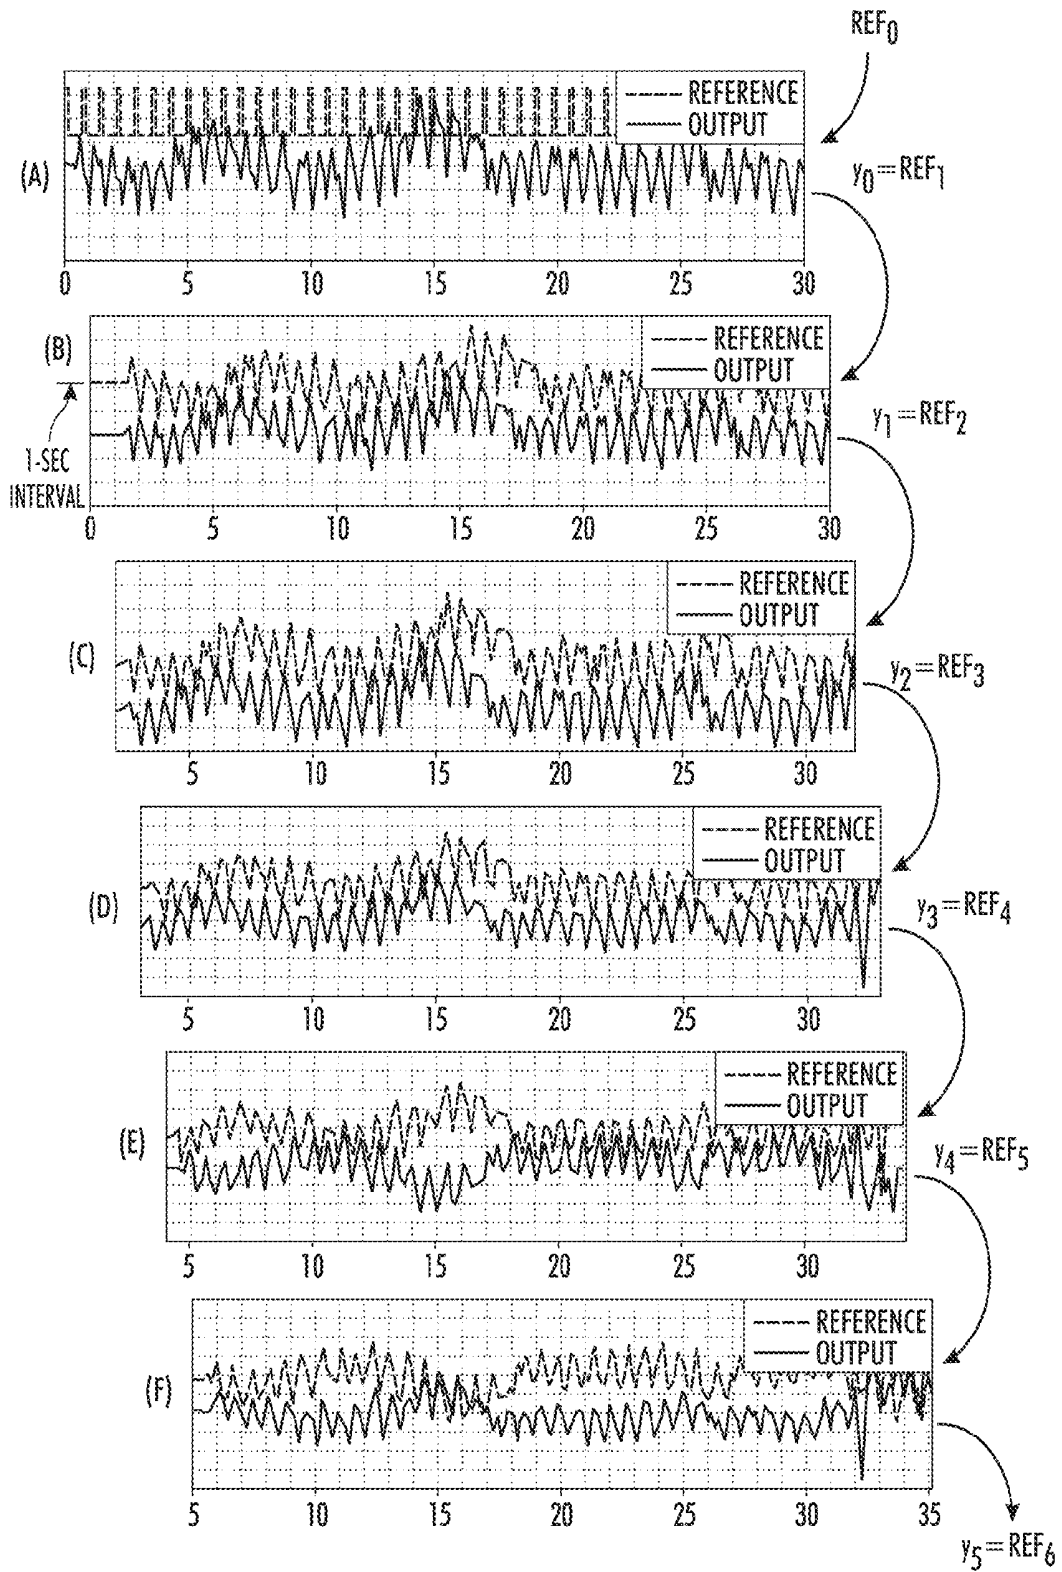 REF0
REFERENCE
OUTPUT
(A)
y0=REF1
0 5 10 15 20 25 30
(B)
REFERENCE
OUTPUT
1-SEC
INTERVAL
y1=REF2
0 5 10 15 20 25 30
REFERENCE
OUTPUT
(C)
y2=REF3
5 10 15 20 25 30
REFERENCE
OUTPUT
(D)
y3=REF4
5 10 15 20 25 30
REFERENCE
OUTPUT
(E)
y4=REF5
5 10 15 20 25 30
REFERENCE
OUTPUT
(F)
5 10 15 20 25 30 35
y5=REF6